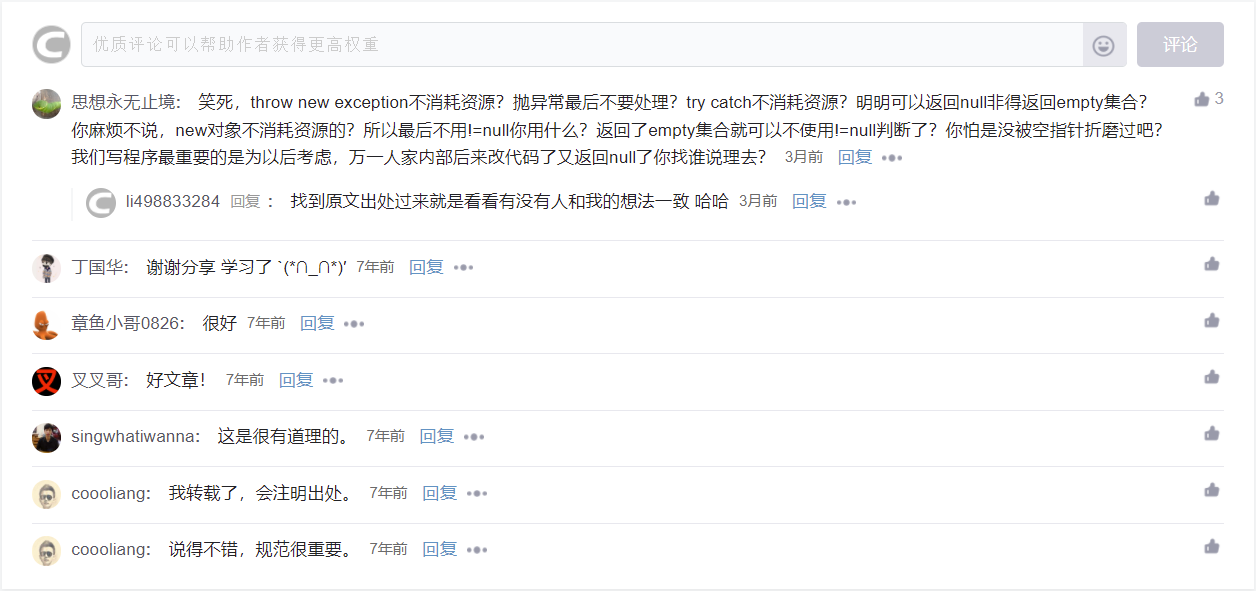 优质评论可以帮助作者获得更高权重
评论
思想永无止境： 笑死，throw new exception不消耗资源？抛异常最后不要处理？try catch不消耗资源？明明可以返回null非得返回empty集合？ 3
你麻烦不说，new对象不消耗资源的？所以最后不用!=null你用什么？返回了empty集合就可以不使用!=null判断了？你怕是没被空指针折磨过吧？
我们写程序最重要的是为以后考虑，万一人家内部后来改代码了又返回null了你找谁说理去？ 3月前 回复 •••
li498833284 回复 ： 找到原文出处过来就是看看有没有人和我的想法一致 哈哈 3月前 回复 •••
丁国华： 谢谢分享 学习了 `(*∩_∩*)′ 7年前 回复 •••
章鱼小哥0826： 很好 7年前 回复 •••
叉叉哥： 好文章！ 7年前 回复 •••
singwhatiwanna： 这是很有道理的。 7年前 回复 •••
coooliang： 我转载了，会注明出处。 7年前 回复 •••
coooliang： 说得不错，规范很重要。 7年前 回复 •••